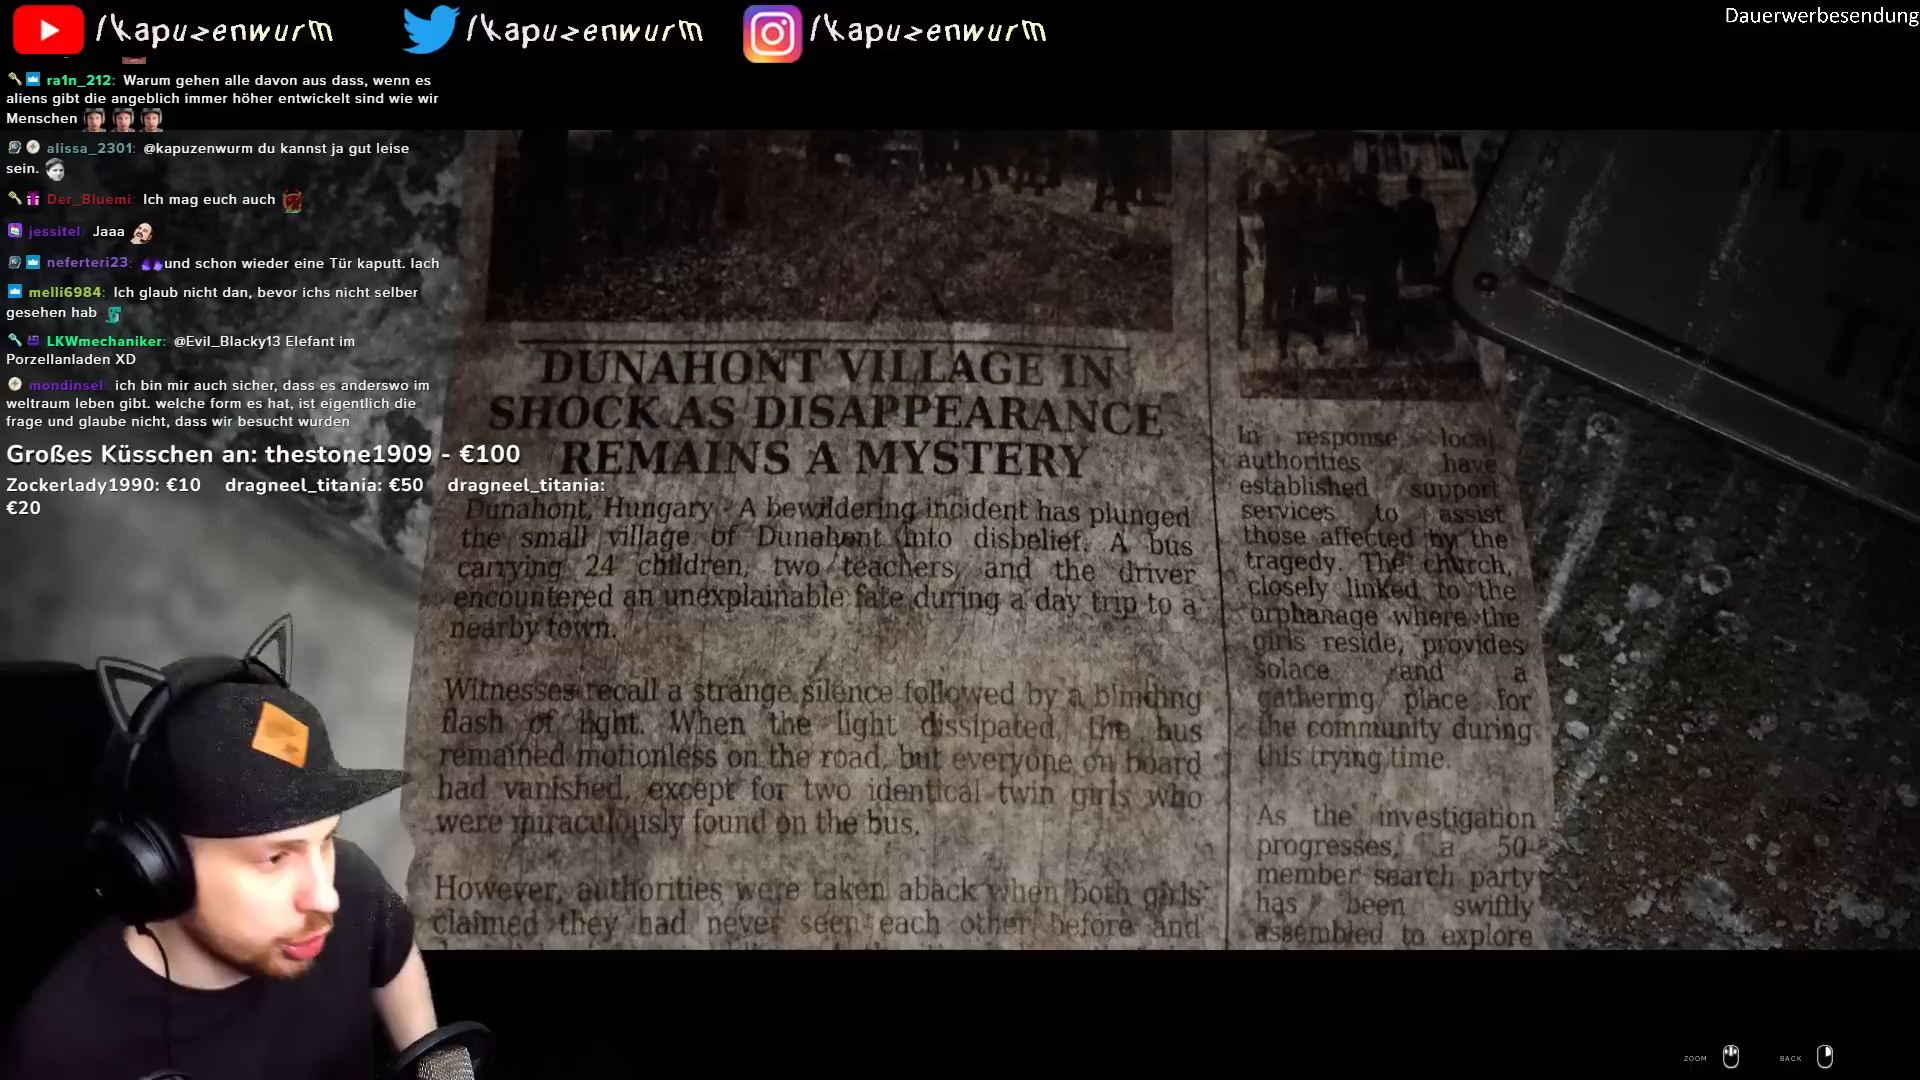 /kapuzenwurm /kapuzenwurm /kapuzenwurm
Dauerwerbesendung
ra1n_212: Warum gehen alle davon aus dass, wenn es
aliens gibt die angeblich immer höher entwickelt sind wie wir
Menschen
alissa_2301: @kapuzenwurm du kannst ja gut leise
sein.
Der_Bluemi: Ich mag euch auch
jessitel: Jaaa
neferteri23: und schon wieder eine Tür kaputt. lach
melli6984: Ich glaub nicht dan, bevor ichs nicht selber
gesehen hab
LKWmechaniker: @Evil_Blacky13 Elefant im
Porzellanladen XD
mondinsel: ich bin mir auch sicher, dass es anderswo im
weltraum leben gibt. welche form es hat, ist eigentlich die
frage und glaube nicht, dass wir besucht wurden
Großes Küsschen an: thestone1909 - €100
Zockerlady1990: €10 dragneel_titania: €50 dragneel_titania:
€20
DUNAHONT VILLAGE IN
SHOCK AS DISAPPEARANCE
REMAINS A MYSTERY
Dunahont, Hungary - A bewildering incident has plunged
the small village of Dunahont into disbelief. A bus
carrying 24 children, two teachers, and the driver
encountered an unexplainable fate during a day trip to a
nearby town.
Witnesses recall a strange silence followed by a blinding
flash of light. When the light dissipated, the bus
remained motionless on the road, but everyone on board
had vanished, except for two identical twin girls who
were miraculously found on the bus.
However, authorities were taken aback when both girls
claimed they had never seen each other before and
In response local
authorities have
established support
services to assist
those affected by the
tragedy. The church,
closely linked to the
orphanage where the
girls reside, provides
solace and a
gathering place for
the community during
this trying time.
As the investigation
progresses, a 50-
member search party
has been swiftly
assembled to explore
ZOOM
BACK